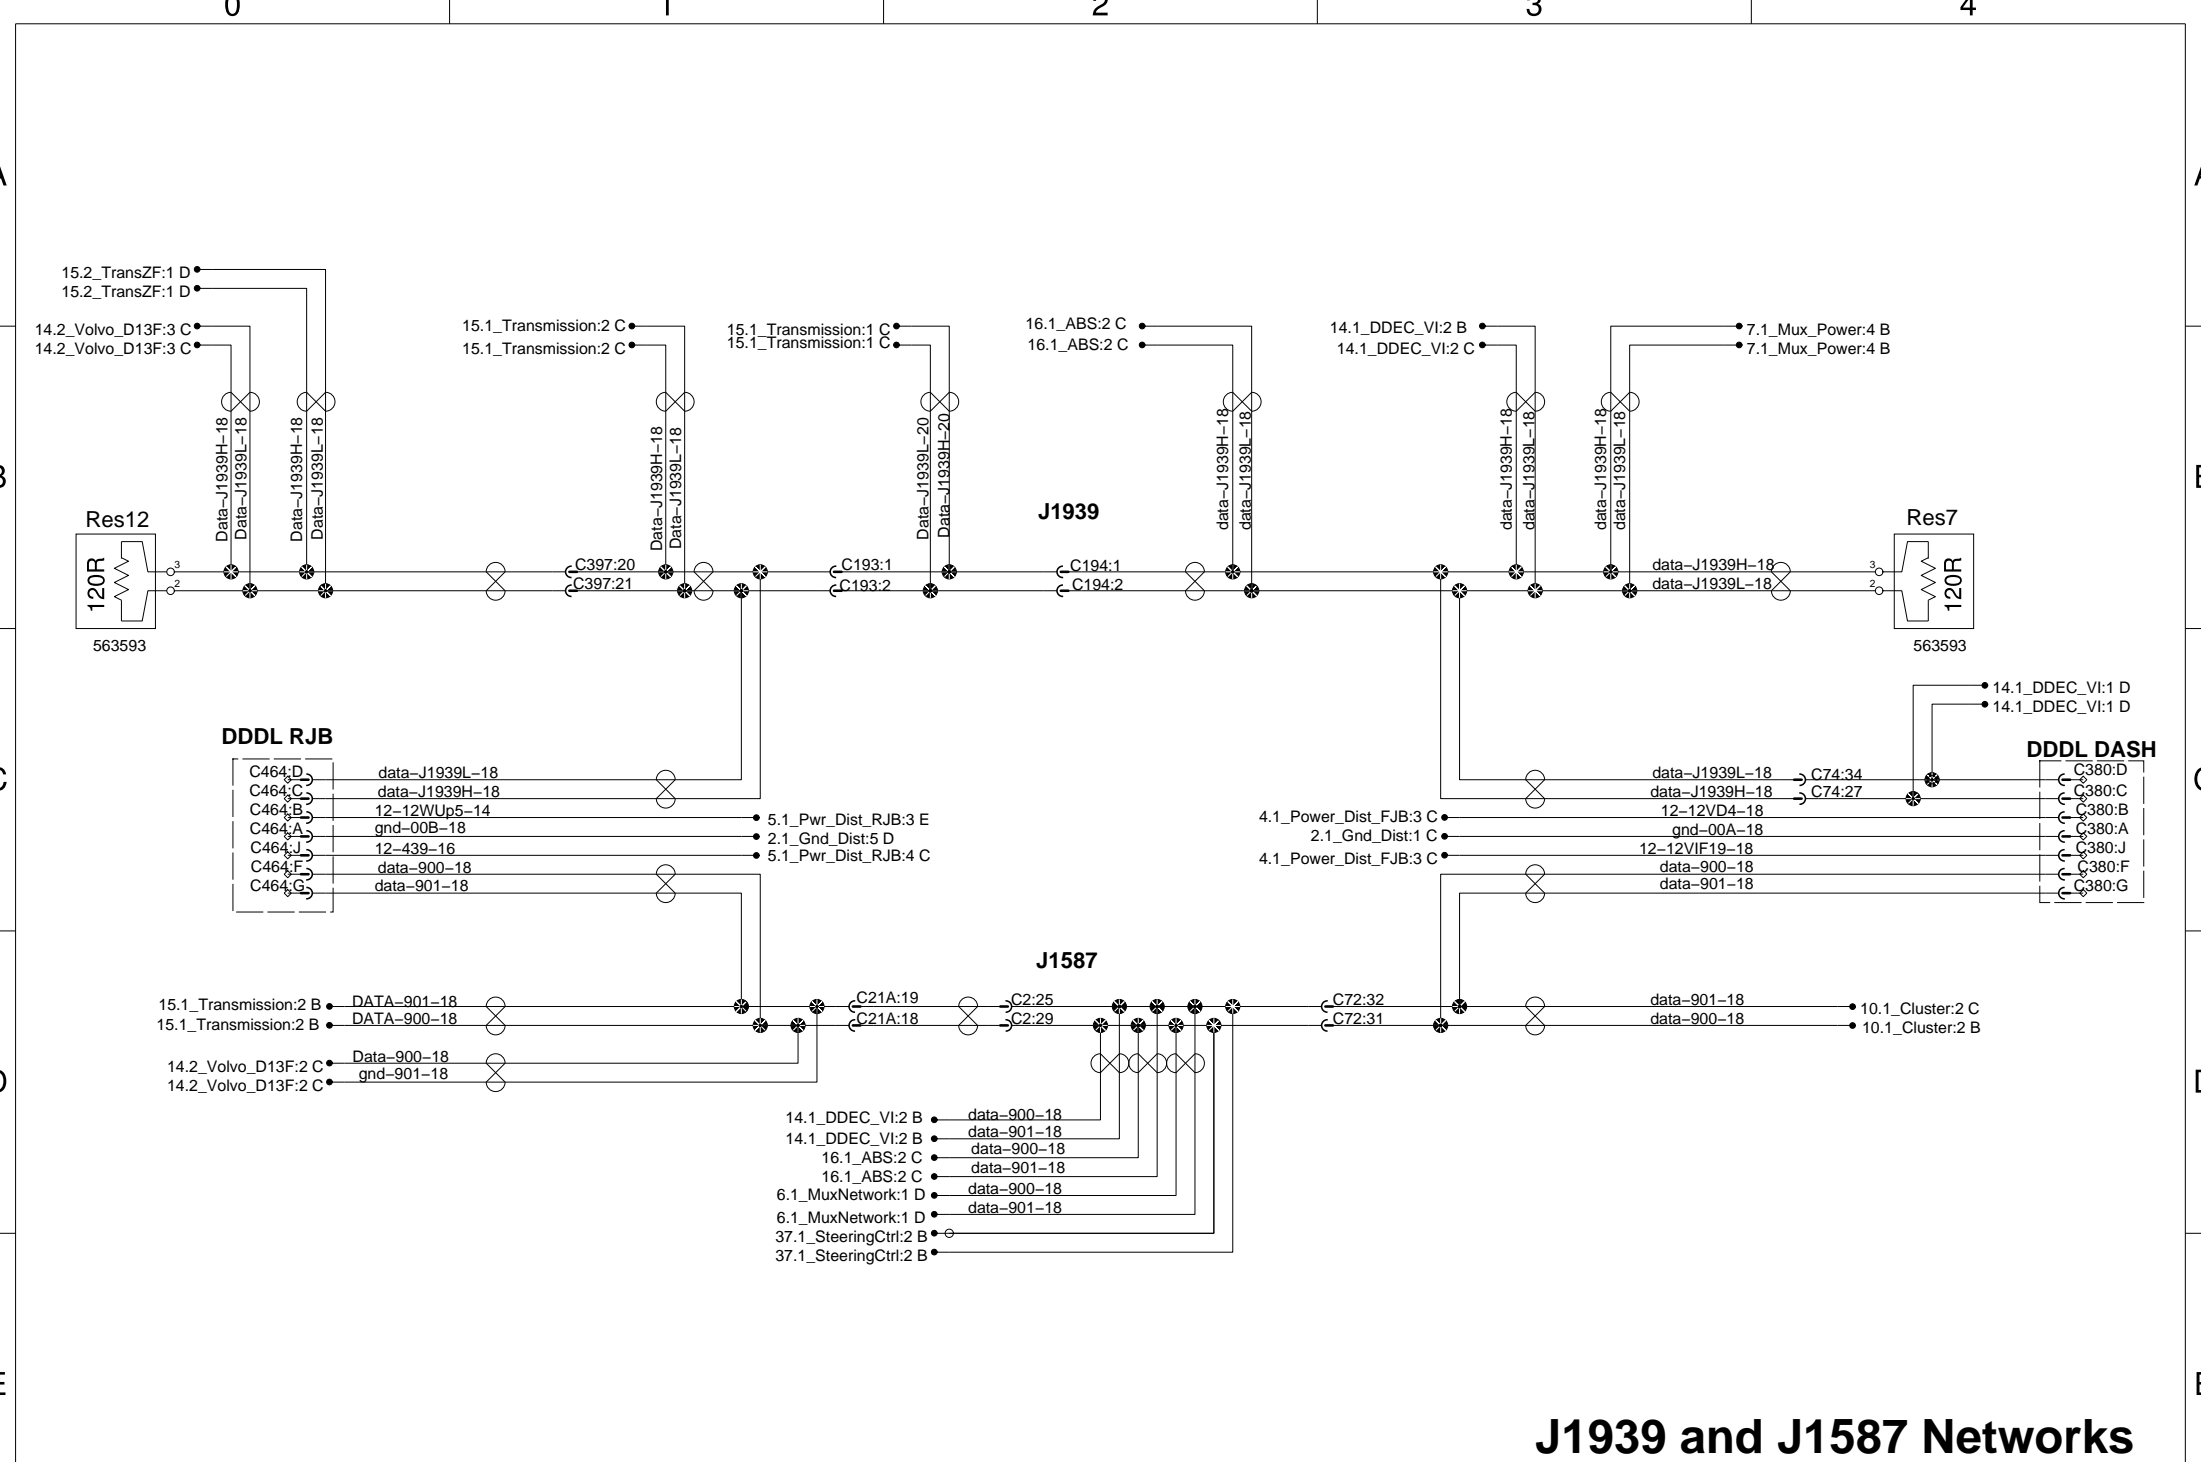 0 1 2 3 4
A A
15.2_TransZF:1 D
15.2_TransZF:1 D
14.2_Volvo_D13F:3 C
14.2_Volvo_D13F:3 C
15.1_Transmission:2 C
15.1_Transmission:2 C
15.1_Transmission:1 C
15.1_Transmission:1 C
16.1_ABS:2 C
16.1_ABS:2 C
14.1_DDEC_VI:2 B
14.1_DDEC_VI:2 C
7.1_Mux_Power:4 B
7.1_Mux_Power:4 B
Data-J1939H-18
Data-J1939L-18
Data-J1939H-18
Data-J1939L-18
Data-J1939H-18
Data-J1939L-18
Data-J1939L-20
Data-J1939H-20
data-J1939H-18
data-J1939L-18
data-J1939H-18
data-J1939L-18
data-J1939H-18
data-J1939L-18
B B
J1939
Res12
120R
3
2
563593
C397:20
C397:21
C193:1
C193:2
C194:1
C194:2
data-J1939H-18
data-J1939L-18
Res7
3
2
120R
563593
14.1_DDEC_VI:1 D
14.1_DDEC_VI:1 D
C C
DDDL RJB
C464:D data-J1939L-18
C464:C data-J1939H-18
C464:B 12-12WUp5-14 5.1_Pwr_Dist_RJB:3 E
C464:A gnd-00B-18 2.1_Gnd_Dist:5 D
C464:J 12-439-16 5.1_Pwr_Dist_RJB:4 C
C464:F data-900-18
C464:G data-901-18
DDDL DASH
data-J1939L-18 C74:34 C380:D
data-J1939H-18 C74:27 C380:C
4.1_Power_Dist_FJB:3 C 12-12VD4-18 C380:B
2.1_Gnd_Dist:1 C gnd-00A-18 C380:A
4.1_Power_Dist_FJB:3 C 12-12VIF19-18 C380:J
data-900-18 C380:F
data-901-18 C380:G
J1587
15.1_Transmission:2 B DATA-901-18 C21A:19 C2:25 C72:32 data-901-18 10.1_Cluster:2 C
15.1_Transmission:2 B DATA-900-18 C21A:18 C2:29 C72:31 data-900-18 10.1_Cluster:2 B
14.2_Volvo_D13F:2 C Data-900-18
14.2_Volvo_D13F:2 C gnd-901-18
D D
14.1_DDEC_VI:2 B data-900-18
14.1_DDEC_VI:2 B data-901-18
16.1_ABS:2 C data-900-18
16.1_ABS:2 C data-901-18
6.1_MuxNetwork:1 D data-900-18
6.1_MuxNetwork:1 D data-901-18
37.1_SteeringCtrl:2 B
37.1_SteeringCtrl:2 B
E E
J1939 and J1587 Networks